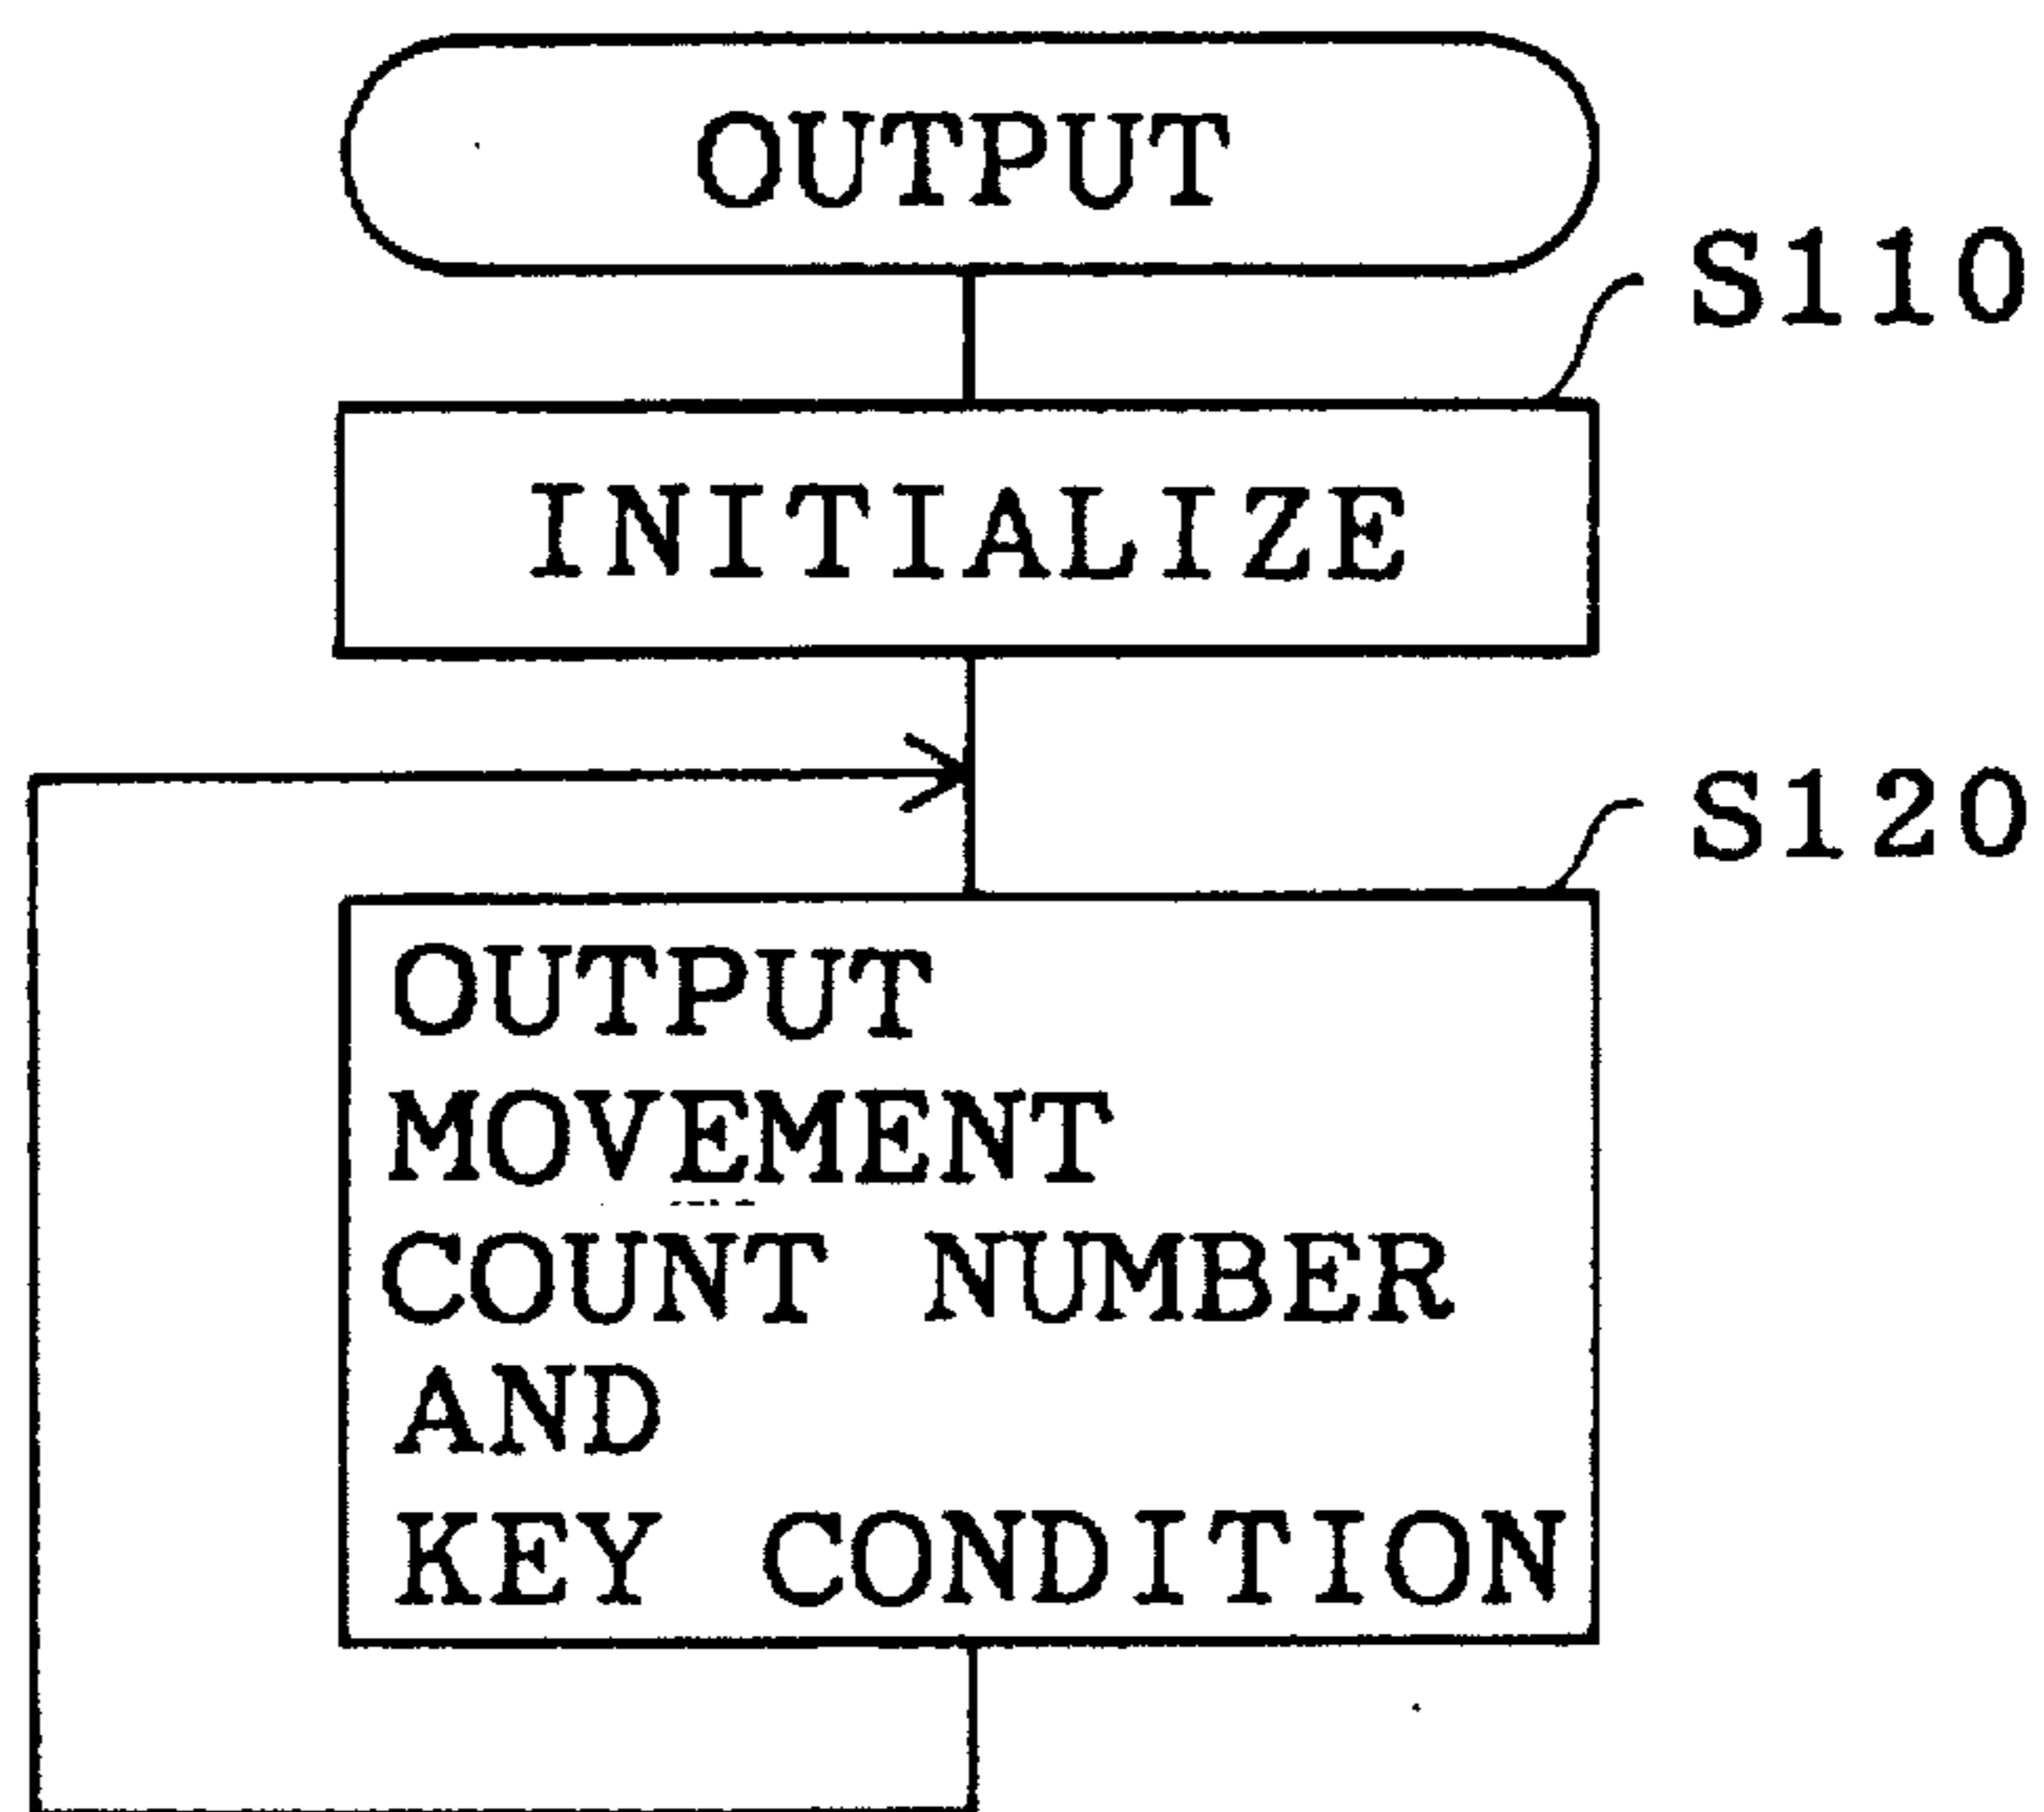 OUTPUT
S110
INITIALIZE
S120
OUTPUT
MOVEMENT
COUNT NUMBER
AND
KEY CONDITION